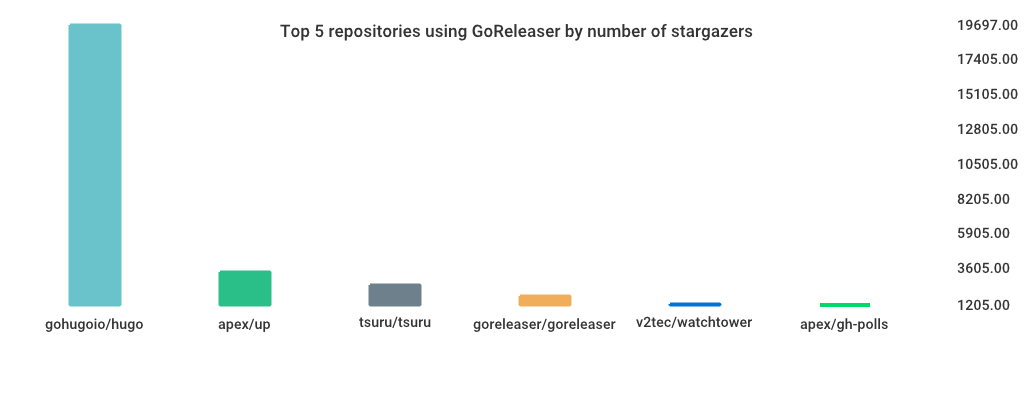 Top 5 repositories using GoReleaser by number of stargazers
19697.00
17405.00
15105.00
12805.00
10505.00
8205.00
5905.00
3605.00
1205.00
gohugoio/hugo
apex/up
tsuru/tsuru
goreleaser/goreleaser
v2tec/watchtower
apex/gh-polls